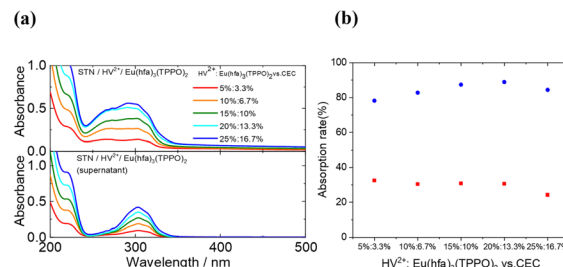 (a)
(b)
STN / HV²⁺/ Eu(hfa)₃(TPPO)₂
HV²⁺: Eu(hfa)₃(TPPO)₂vs.CEC
5%:3.3%
10%:6.7%
15%:10%
20%:13.3%
25%:16.7%
Absorbance
1.0
0.5
0.0
STN / HV²⁺/ Eu(hfa)₃(TPPO)₂
(supernatant)
Absorbance
1.0
0.5
0.0
200 300 400 500
Wavelength / nm
Absorption rate(%)
100
80
60
40
20
0
5%:3.3% 10%:6.7% 15%:10% 20%:13.3% 25%:16.7%
HV²⁺: Eu(hfa)₃(TPPO)₂ vs.CEC